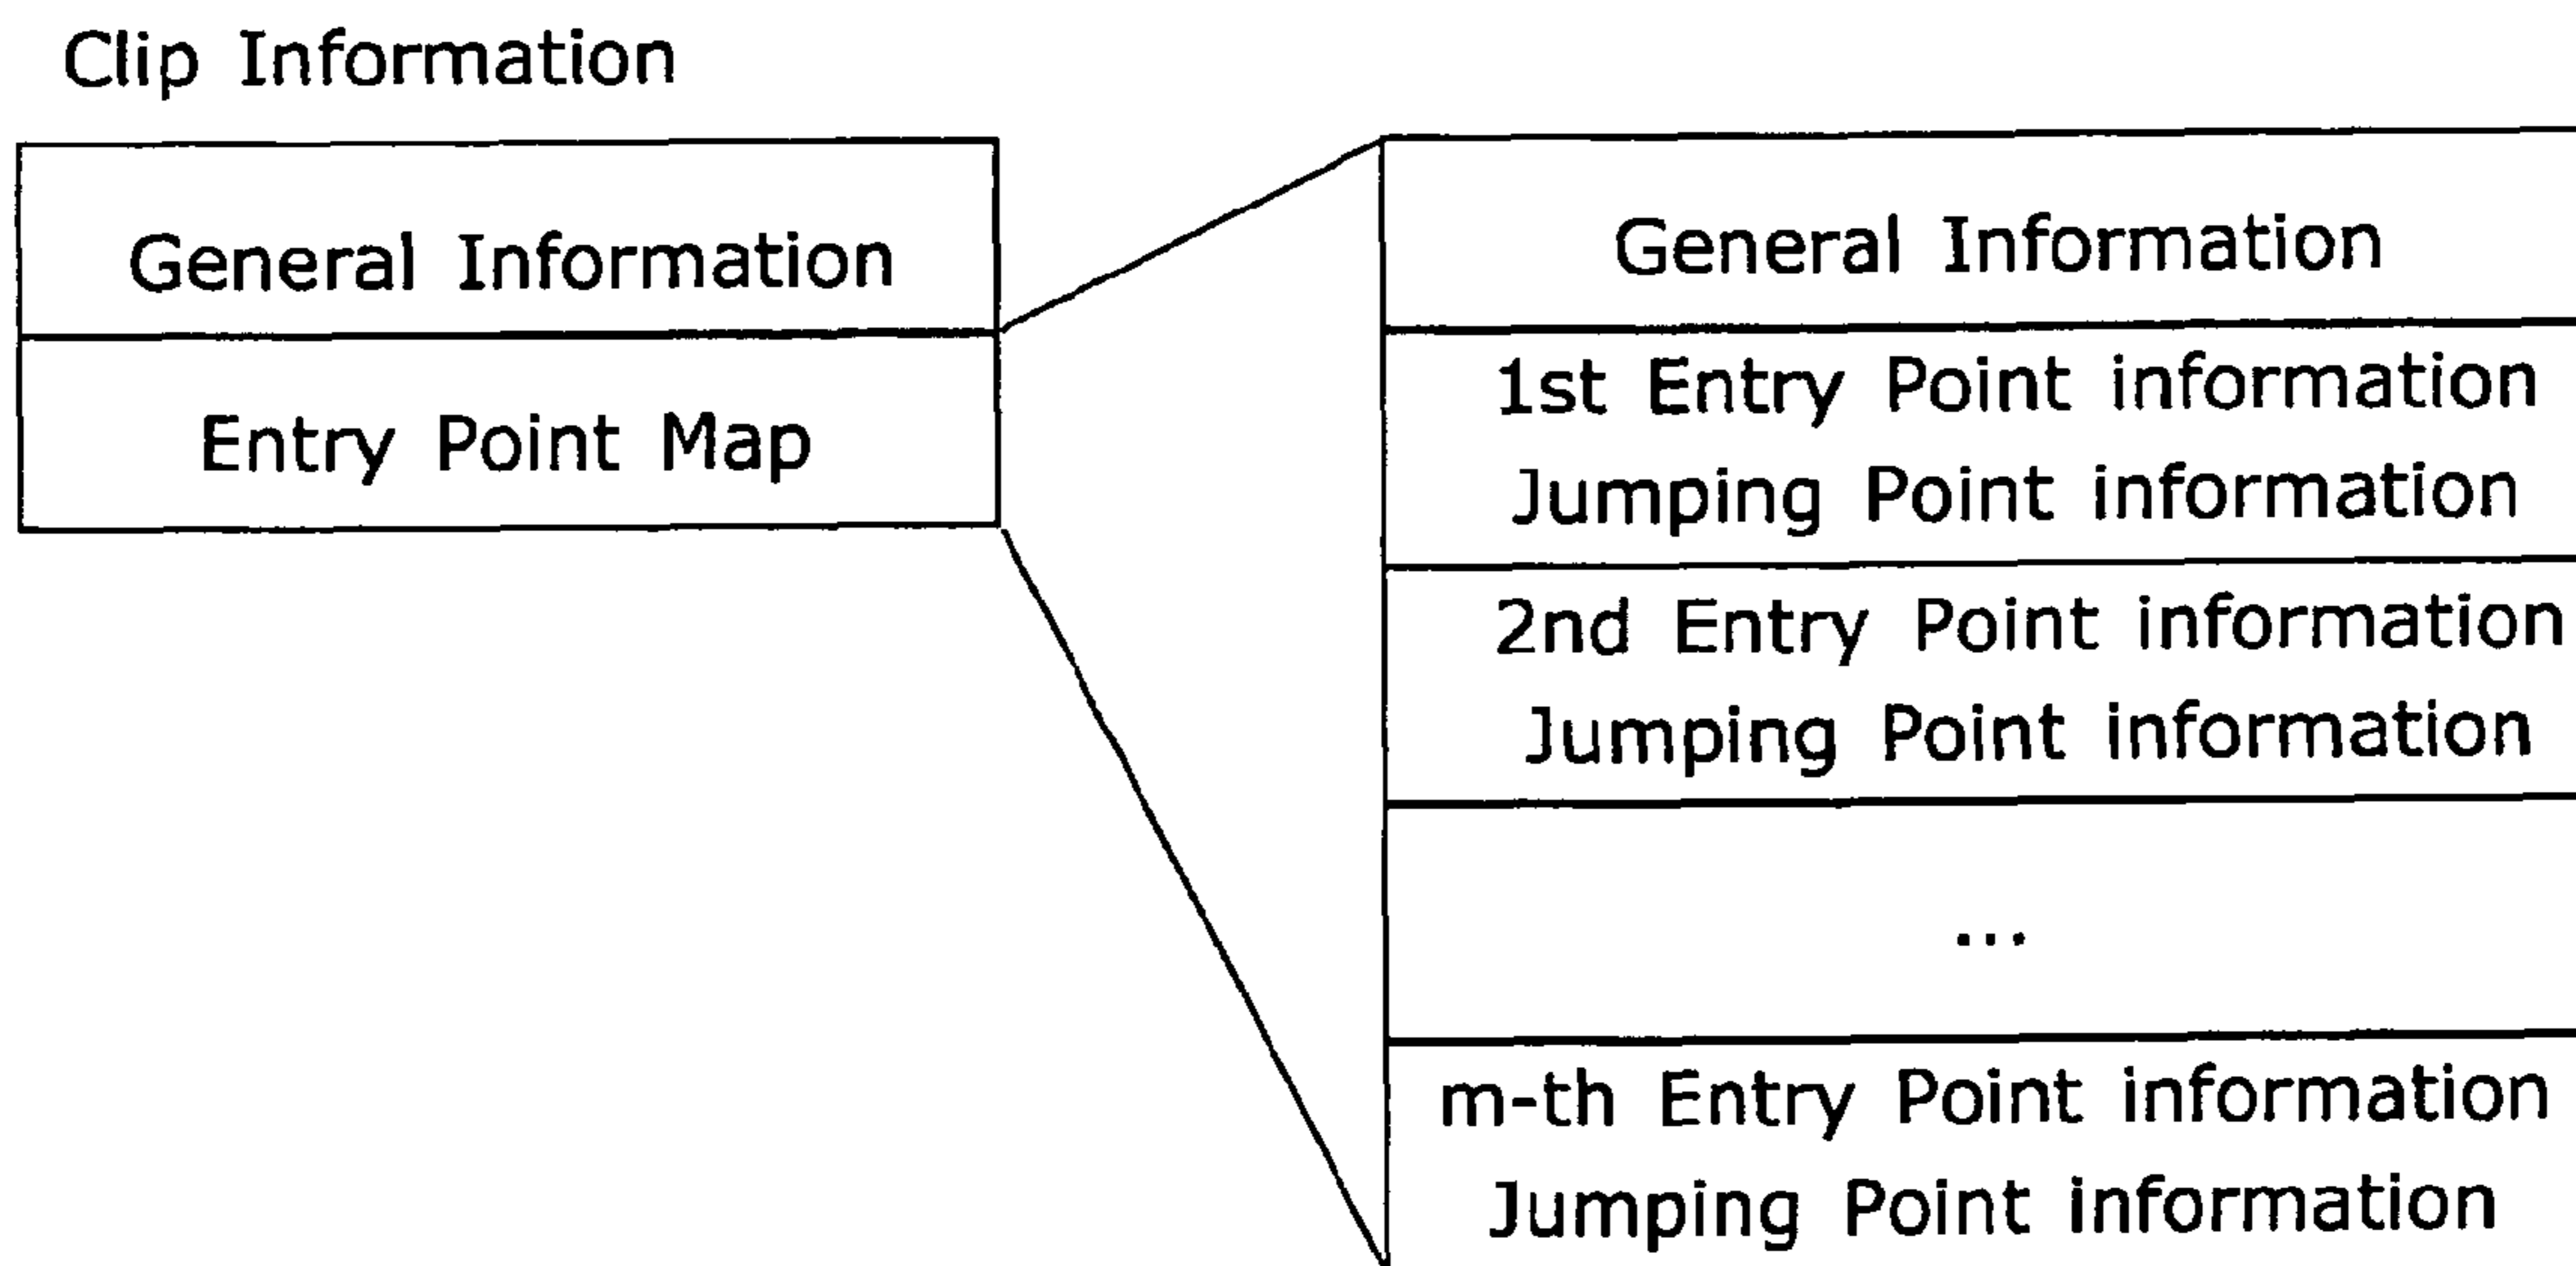 Clip Information
General Information
Entry Point Map
General Information
1st Entry Point information
Jumping Point information
2nd Entry Point information
Jumping Point information
...
m-th Entry Point information
Jumping Point information